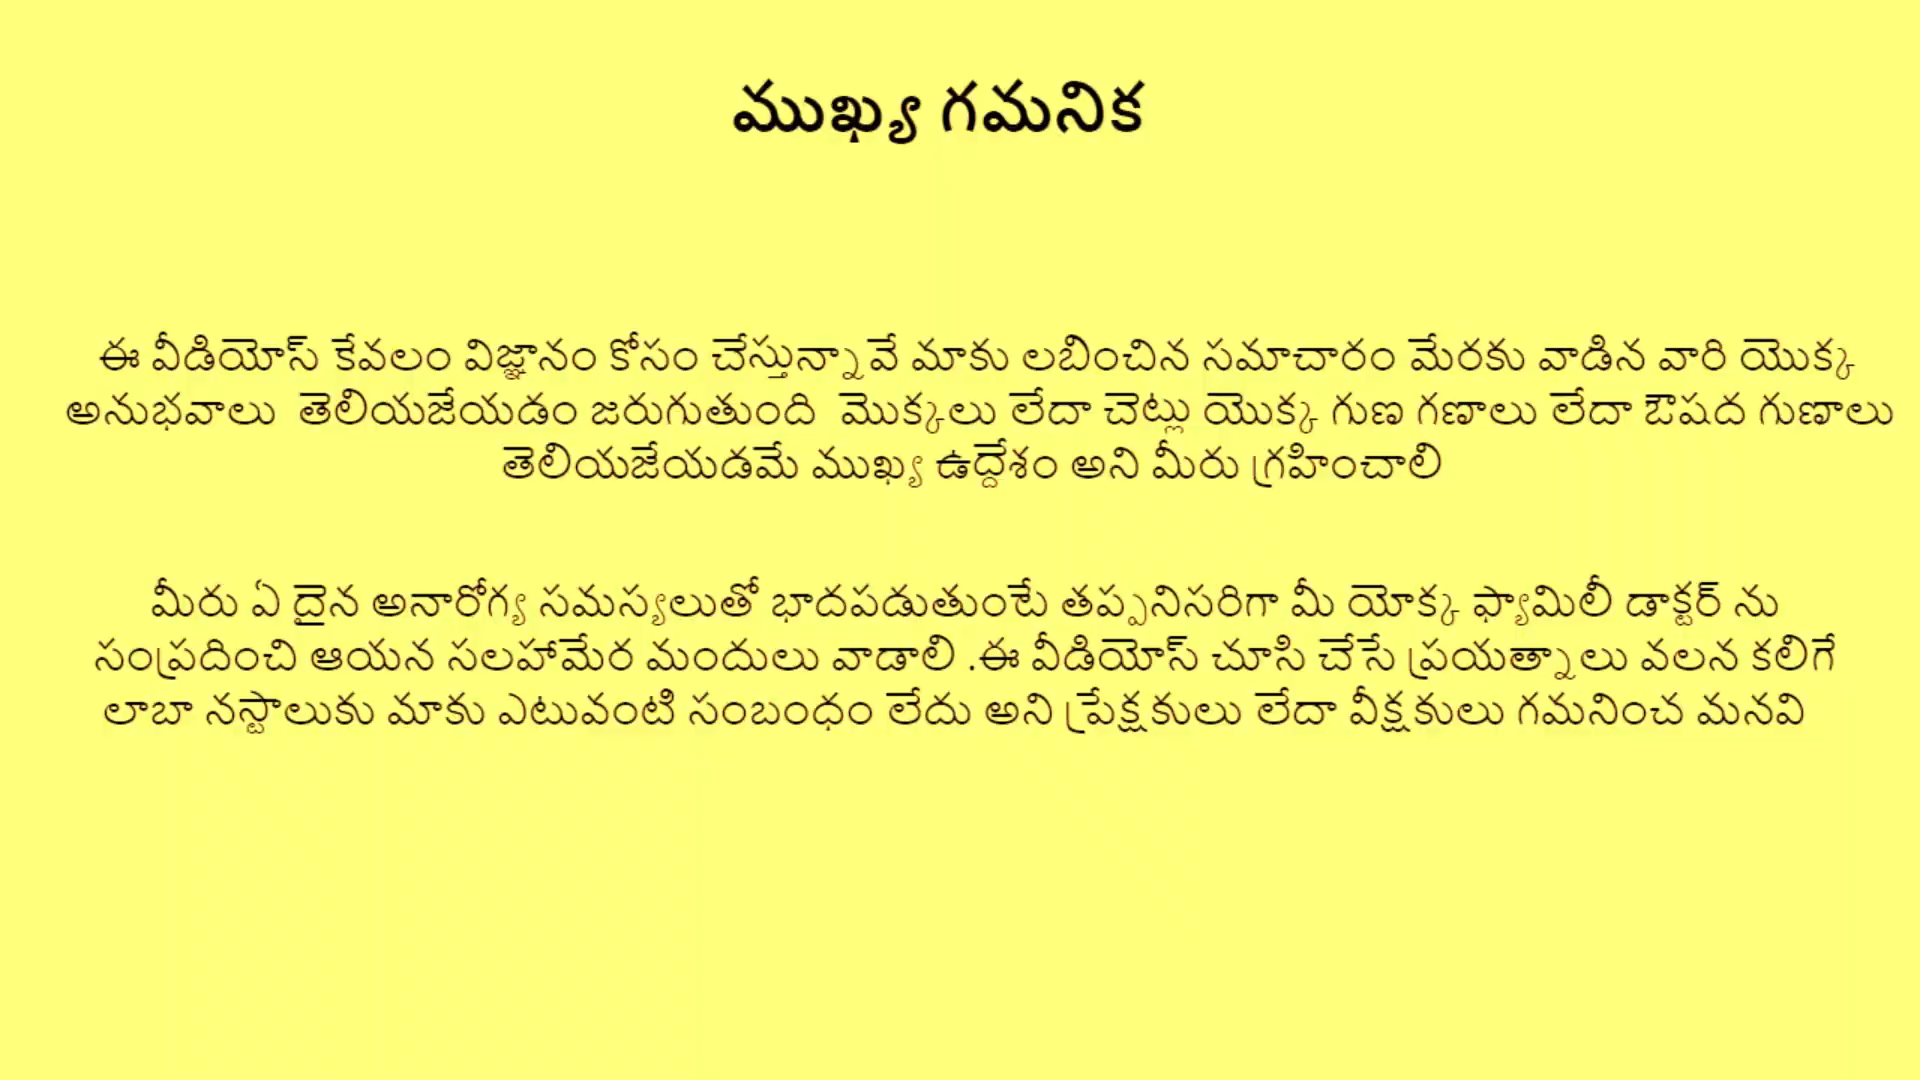 ముఖ్య గమనిక
ఈ వీడియోస్ కేవలం విజ్ఞానం కోసం చేస్తున్నావే మాకు లబించిన సమాచారం మేరకు వాడిన వారి యొక్క
అనుభవాలు తెలియజేయడం జరుగుతుంది మొక్కలు లేదా చెట్లు యొక్క గుణ గణాలు లేదా ఔషద గుణాలు
తెలియజేయడమే ముఖ్య ఉద్దేశం అని మీరు గ్రహించాలి
మీరు ఏ దైన అనారోగ్య సమస్యలుతో భాదపడుతుంటే తప్పనిసరిగా మీ యోక్క ఫ్యామిలీ డాక్టర్ ను
సంప్రదించి ఆయన సలహామేర మందులు వాడాలి .ఈ వీడియోస్ చూసి చేసే ప్రయత్నాలు వలన కలిగే
లాబా నస్టాలుకు మాకు ఎటువంటి సంబంధం లేదు అని ప్రేక్షకులు లేదా వీక్షకులు గమనించ మనవి